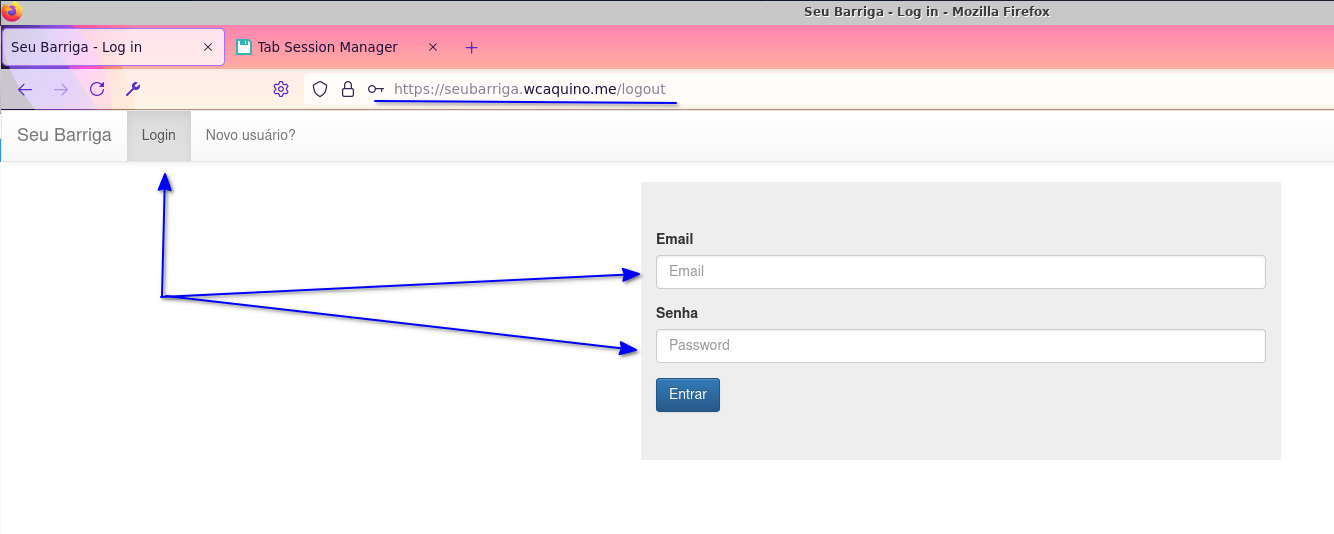 Seu Barriga - Log in - Mozilla Firefox
Seu Barriga - Log in
Tab Session Manager
https://seubarriga.wcaquino.me/logout
Seu Barriga
Login
Novo usuário?
Email
Email
Senha
Password
Entrar